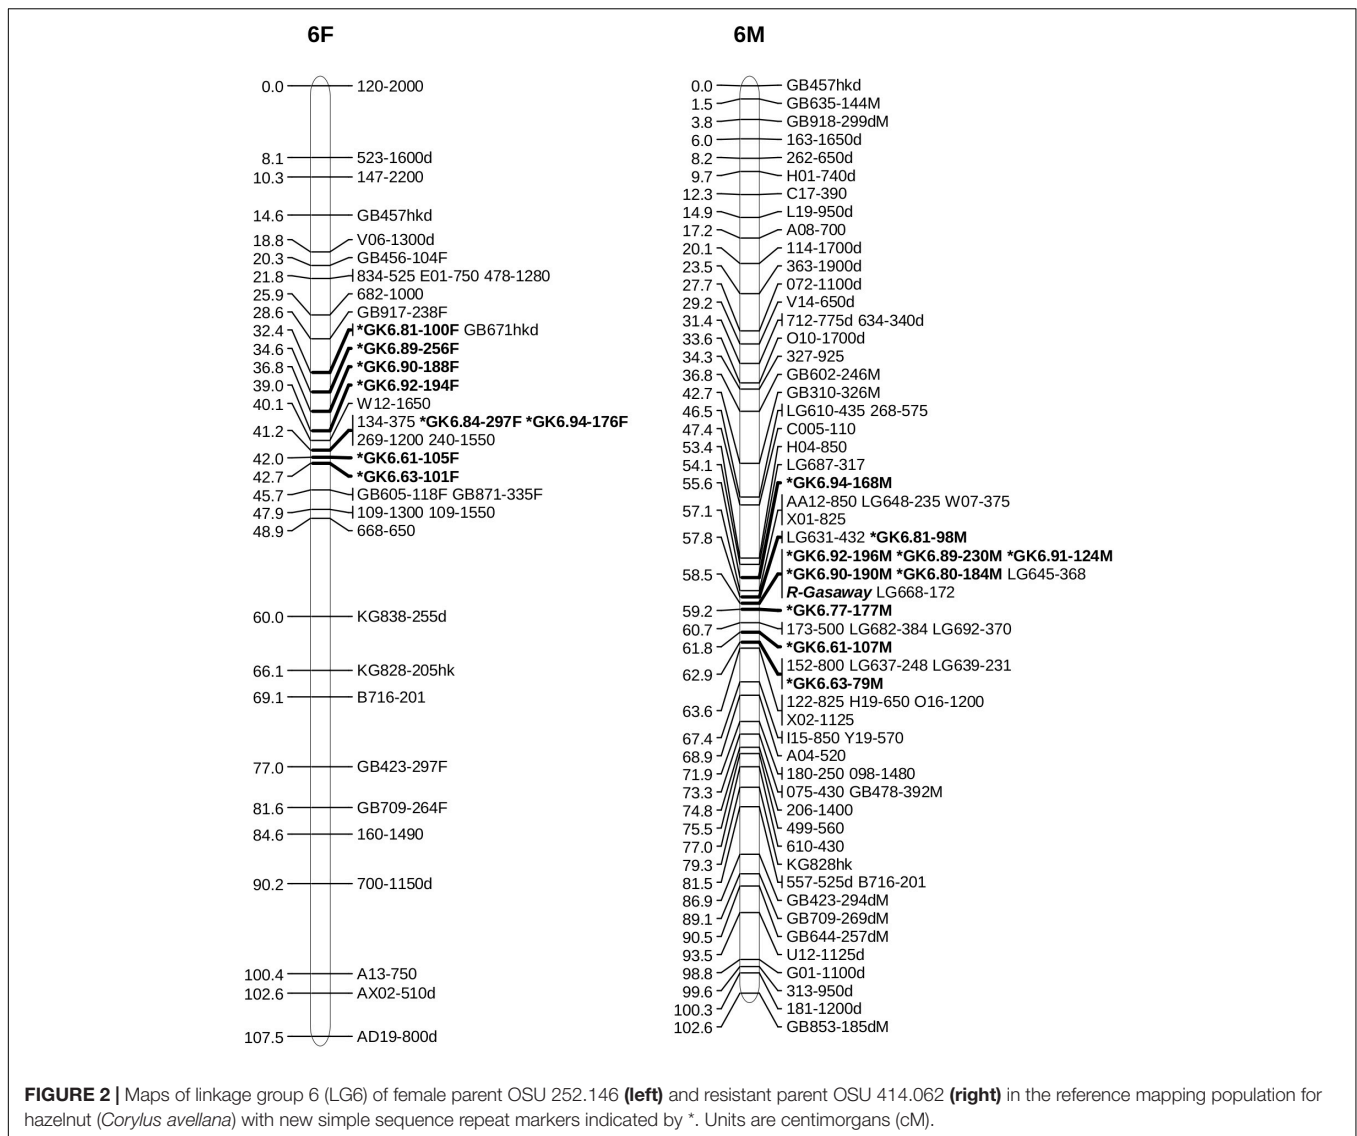 6F
0.0 120-2000
8.1 523-1600d
10.3 147-2200
14.6 GB457hkd
18.8 V06-1300d
20.3 GB456-104F
21.8 834-525 E01-750 478-1280
25.9 682-1000
28.6 GB917-238F
32.4 *GK6.81-100F GB671hkd
34.6 *GK6.89-256F
36.8 *GK6.90-188F
39.0 *GK6.92-194F
40.1 W12-1650
41.2 134-375 *GK6.84-297F *GK6.94-176F
269-1200 240-1550
42.0 *GK6.61-105F
42.7 *GK6.63-101F
45.7 GB605-118F GB871-335F
47.9 109-1300 109-1550
48.9 668-650
60.0 KG838-255d
66.1 KG828-205hk
69.1 B716-201
77.0 GB423-297F
81.6 GB709-264F
84.6 160-1490
90.2 700-1150d
100.4 A13-750
102.6 AX02-510d
107.5 AD19-800d
6M
0.0 GB457hkd
1.5 GB635-144M
3.8 GB918-299dM
6.0 163-1650d
8.2 262-650d
9.7 H01-740d
12.3 C17-390
14.9 L19-950d
17.2 A08-700
20.1 114-1700d
23.5 363-1900d
27.7 072-1100d
29.2 V14-650d
31.4 712-775d 634-340d
33.6 O10-1700d
34.3 327-925
36.8 GB602-246M
42.7 GB310-326M
46.5 LG610-435 268-575
47.4 C005-110
53.4 H04-850
54.1 LG687-317
55.6 *GK6.94-168M
57.1 AA12-850 LG648-235 W07-375
X01-825
57.8 LG631-432 *GK6.81-98M
*GK6.92-196M *GK6.89-230M *GK6.91-124M
58.5 *GK6.90-190M *GK6.80-184M LG645-368
R-Gasaway LG668-172
59.2 *GK6.77-177M
60.7 173-500 LG682-384 LG692-370
61.8 *GK6.61-107M
62.9 152-800 LG637-248 LG639-231
*GK6.63-79M
63.6 122-825 H19-650 O16-1200
X02-1125
67.4 I15-850 Y19-570
68.9 A04-520
71.9 180-250 098-1480
73.3 075-430 GB478-392M
74.8 206-1400
75.5 499-560
77.0 610-430
79.3 KG828hk
81.5 557-525d B716-201
86.9 GB423-294dM
89.1 GB709-269dM
90.5 GB644-257dM
93.5 U12-1125d
98.8 G01-1100d
99.6 313-950d
100.3 181-1200d
102.6 GB853-185dM
FIGURE 2 | Maps of linkage group 6 (LG6) of female parent OSU 252.146 (left) and resistant parent OSU 414.062 (right) in the reference mapping population for
hazelnut (Corylus avellana) with new simple sequence repeat markers indicated by *. Units are centimorgans (cM).